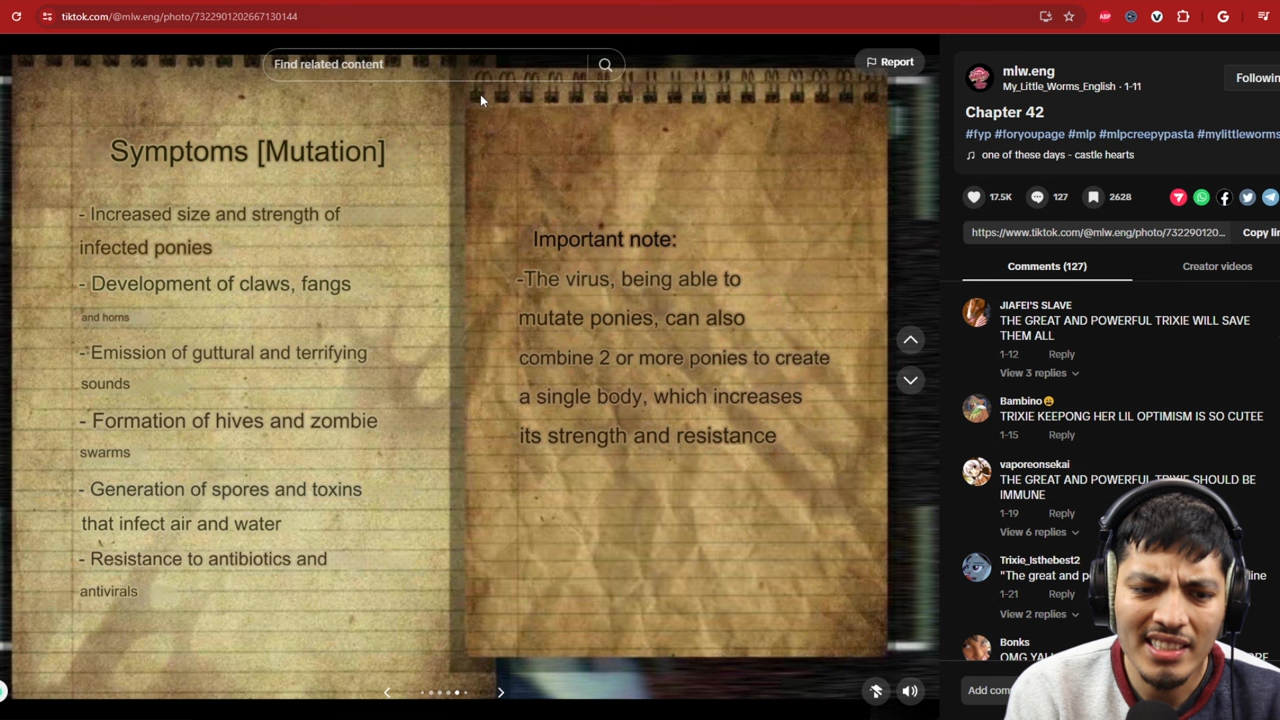 tiktok.com/@mlw.eng/photo/7322901202667130144
Find related content
Report
Symptoms [Mutation]
- Increased size and strength of
infected ponies
- Development of claws, fangs
and horns
- Emission of guttural and terrifying
sounds
- Formation of hives and zombie
swarms
- Generation of spores and toxins
that infect air and water
- Resistance to antibiotics and
antivirals
Important note:
-The virus, being able to
mutate ponies, can also
combine 2 or more ponies to create
a single body, which increases
its strength and resistance
mlw.eng
My_Little_Worms_English · 1-11
Followin
Chapter 42
#fyp #foryoupage #mlp #mlpcreepypasta #mylittleworms
one of these days - castle hearts
17.5K
127
2628
https://www.tiktok.com/@mlw.eng/photo/732290120...
Copy lin
Comments (127)
Creator videos
JIAFEI'S SLAVE
THE GREAT AND POWERFUL TRIXIE WILL SAVE
THEM ALL
1-12 Reply
View 3 replies
Bambino😩
TRIXIE KEEPONG HER LIL OPTIMISM IS SO CUTEE
1-15 Reply
vaporeonsekai
THE GREAT AND POWERFUL TRIXIE SHOULD BE
IMMUNE
1-19 Reply
View 6 replies
Trixie_Isthebest2
"The great and
1-21 Reply
View 2 replies
Bonks
OMG
Add